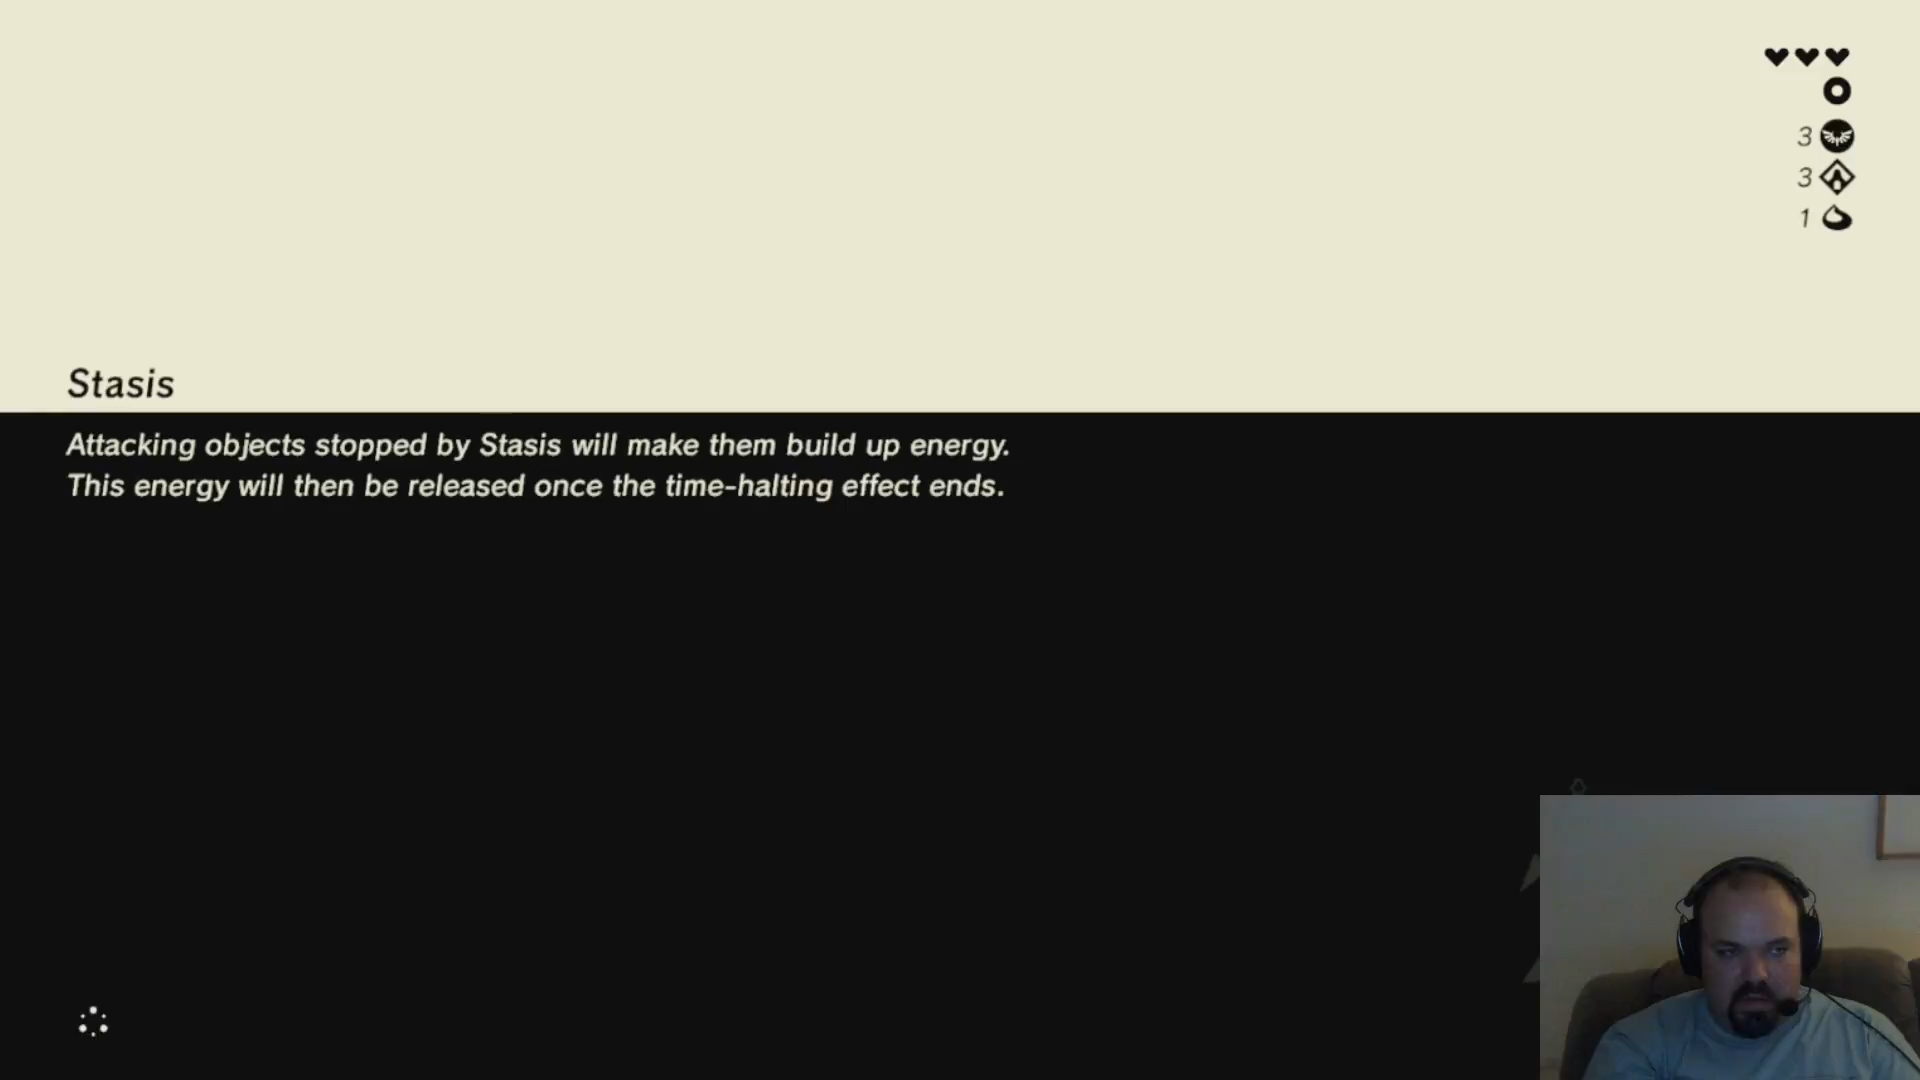 3
3
1
Stasis
Attacking objects stopped by Stasis will make them build up energy.
This energy will then be released once the time-halting effect ends.